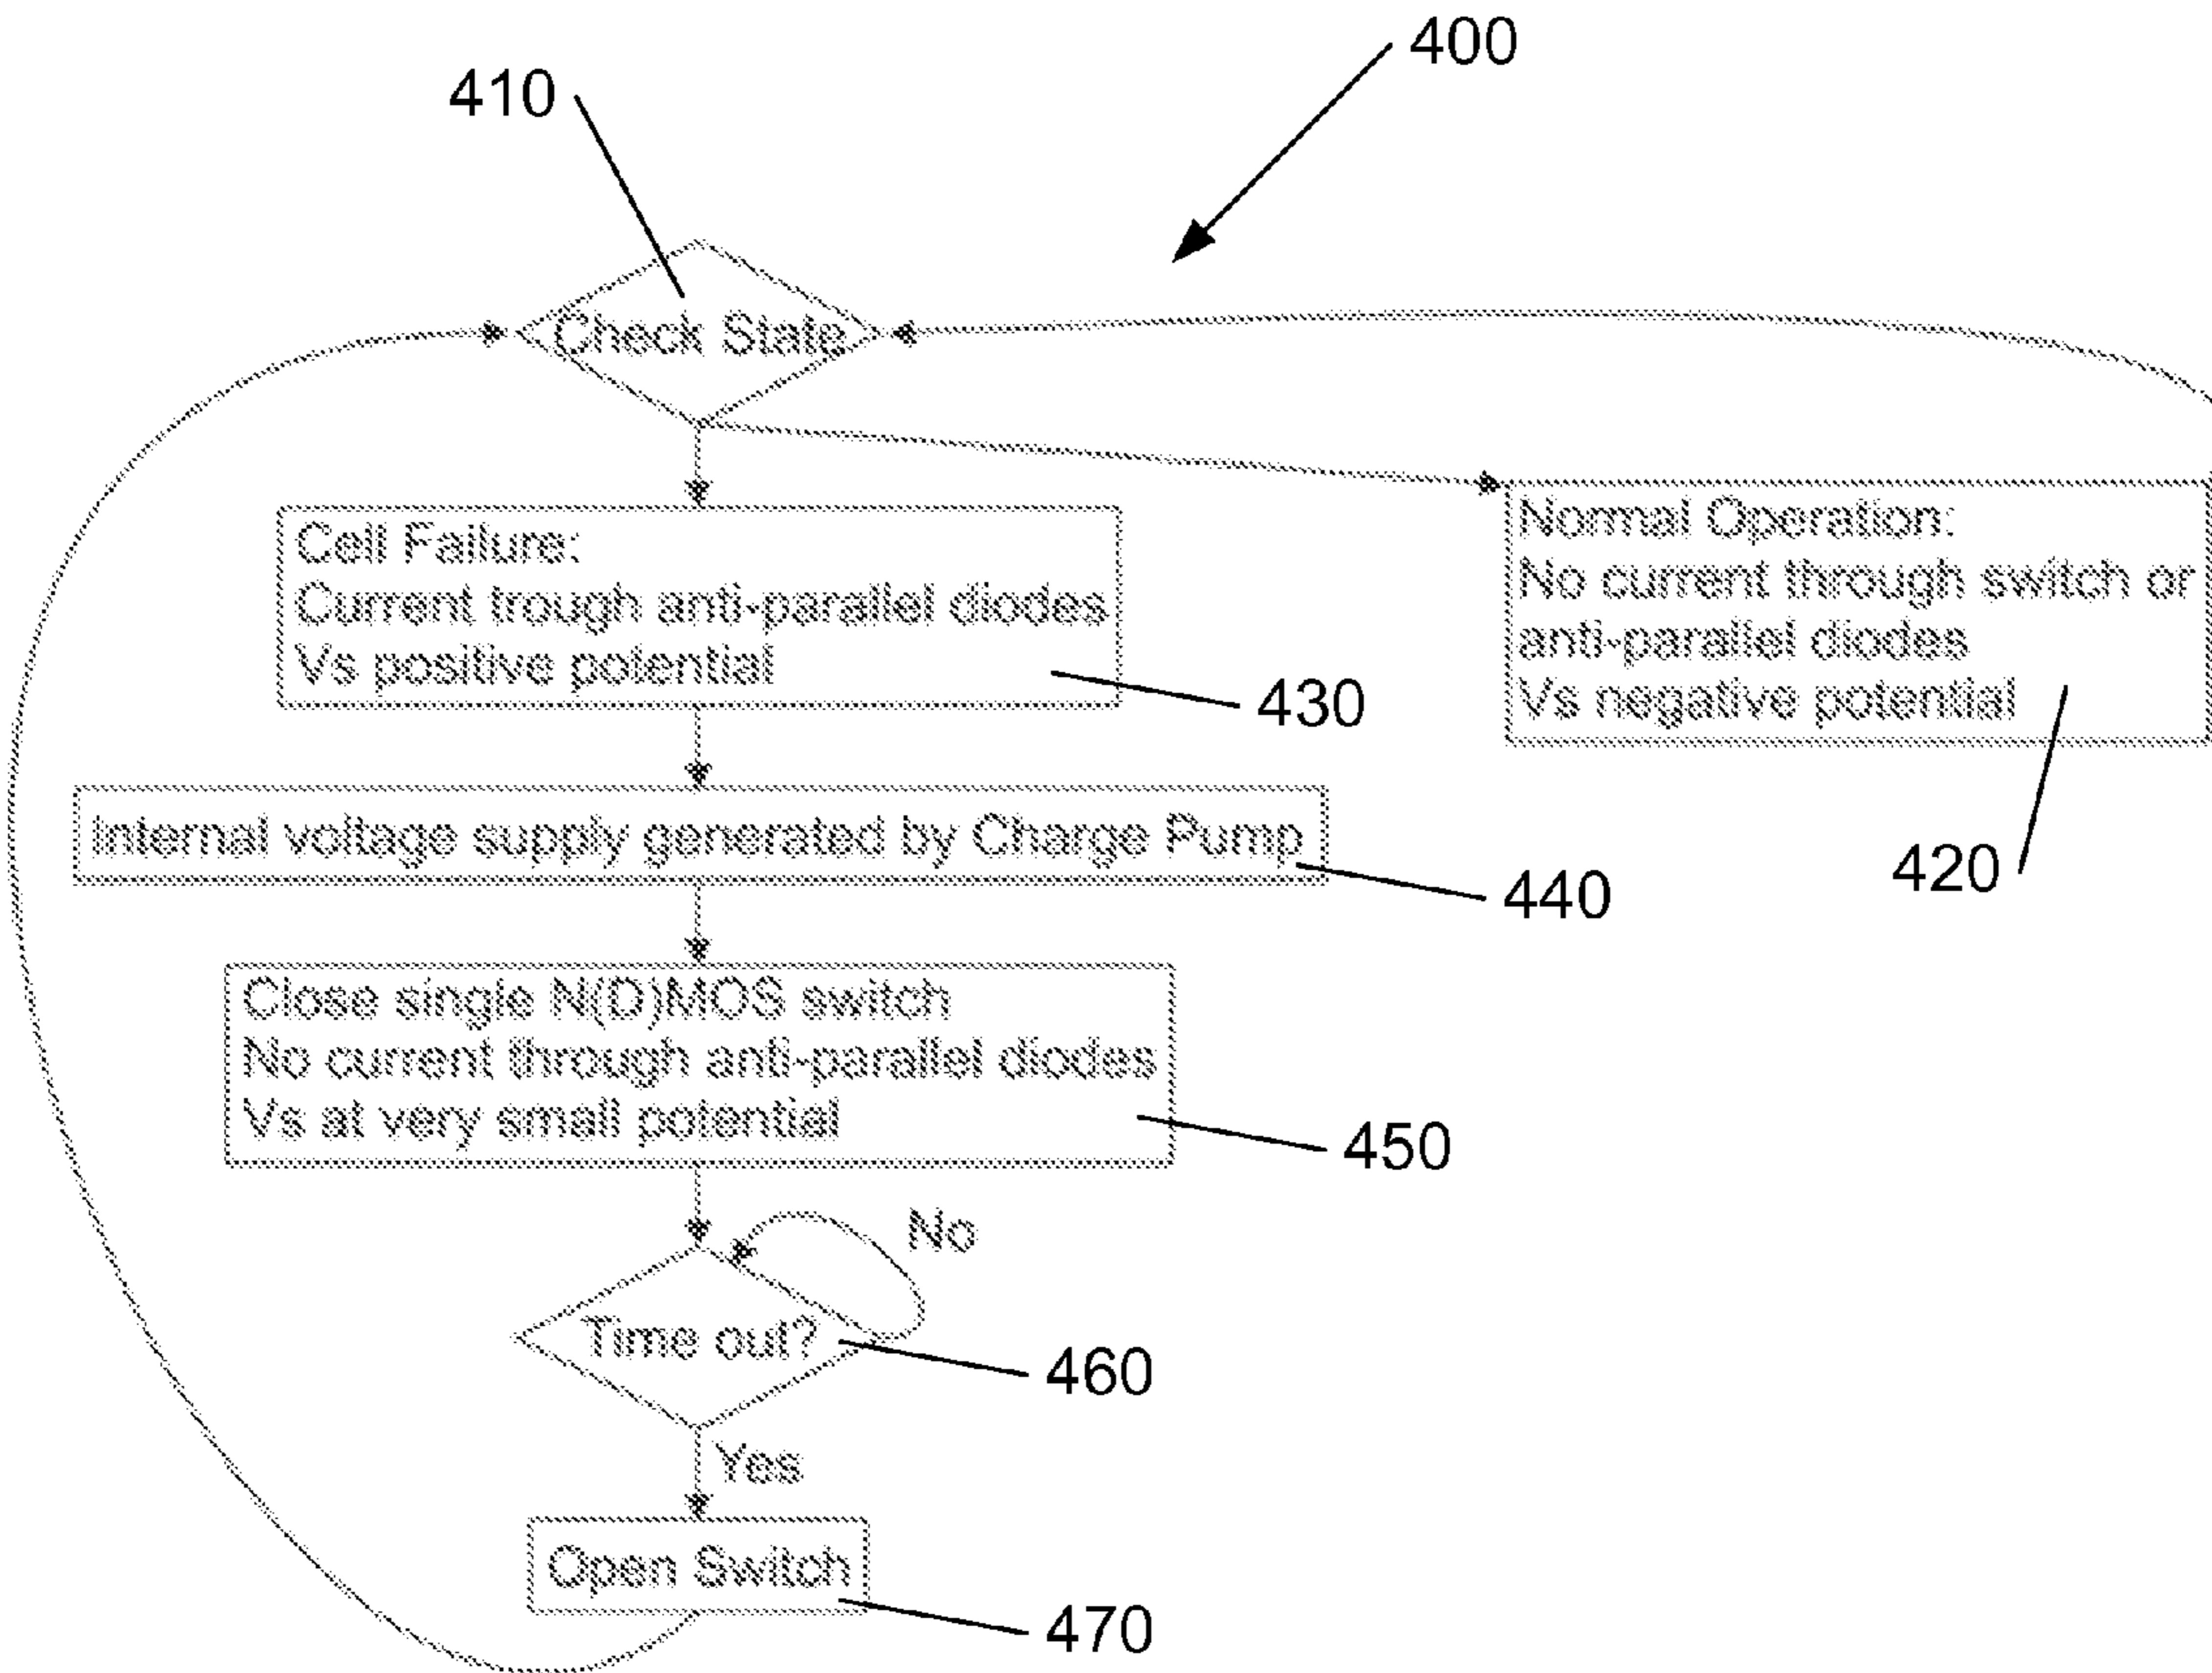 400
410
Check State
Cell Failure:
Current trough anti-parallel diodes
Vs positive potential
430
Normal Operation:
No current through switch or
anti-parallel diodes
Vs negative potential
420
Internal voltage supply generated by Charge Pump
440
Close single N(D)MOS switch
No current through anti-parallel diodes
Vs at very small potential
450
No
Time out?
460
Yes
Open Switch
470